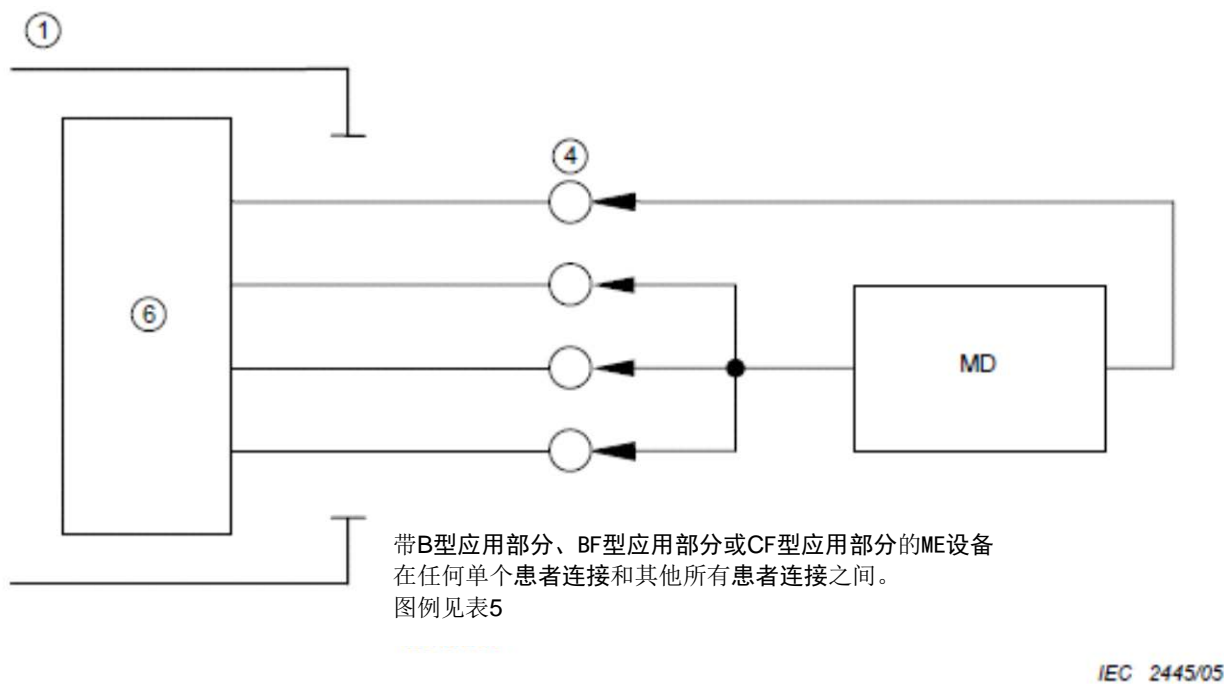 ①
④
⑥
MD
带B型应用部分、BF型应用部分或CF型应用部分的ME设备
在任何单个患者连接和其他所有患者连接之间。
图例见表5
IEC 2445/05